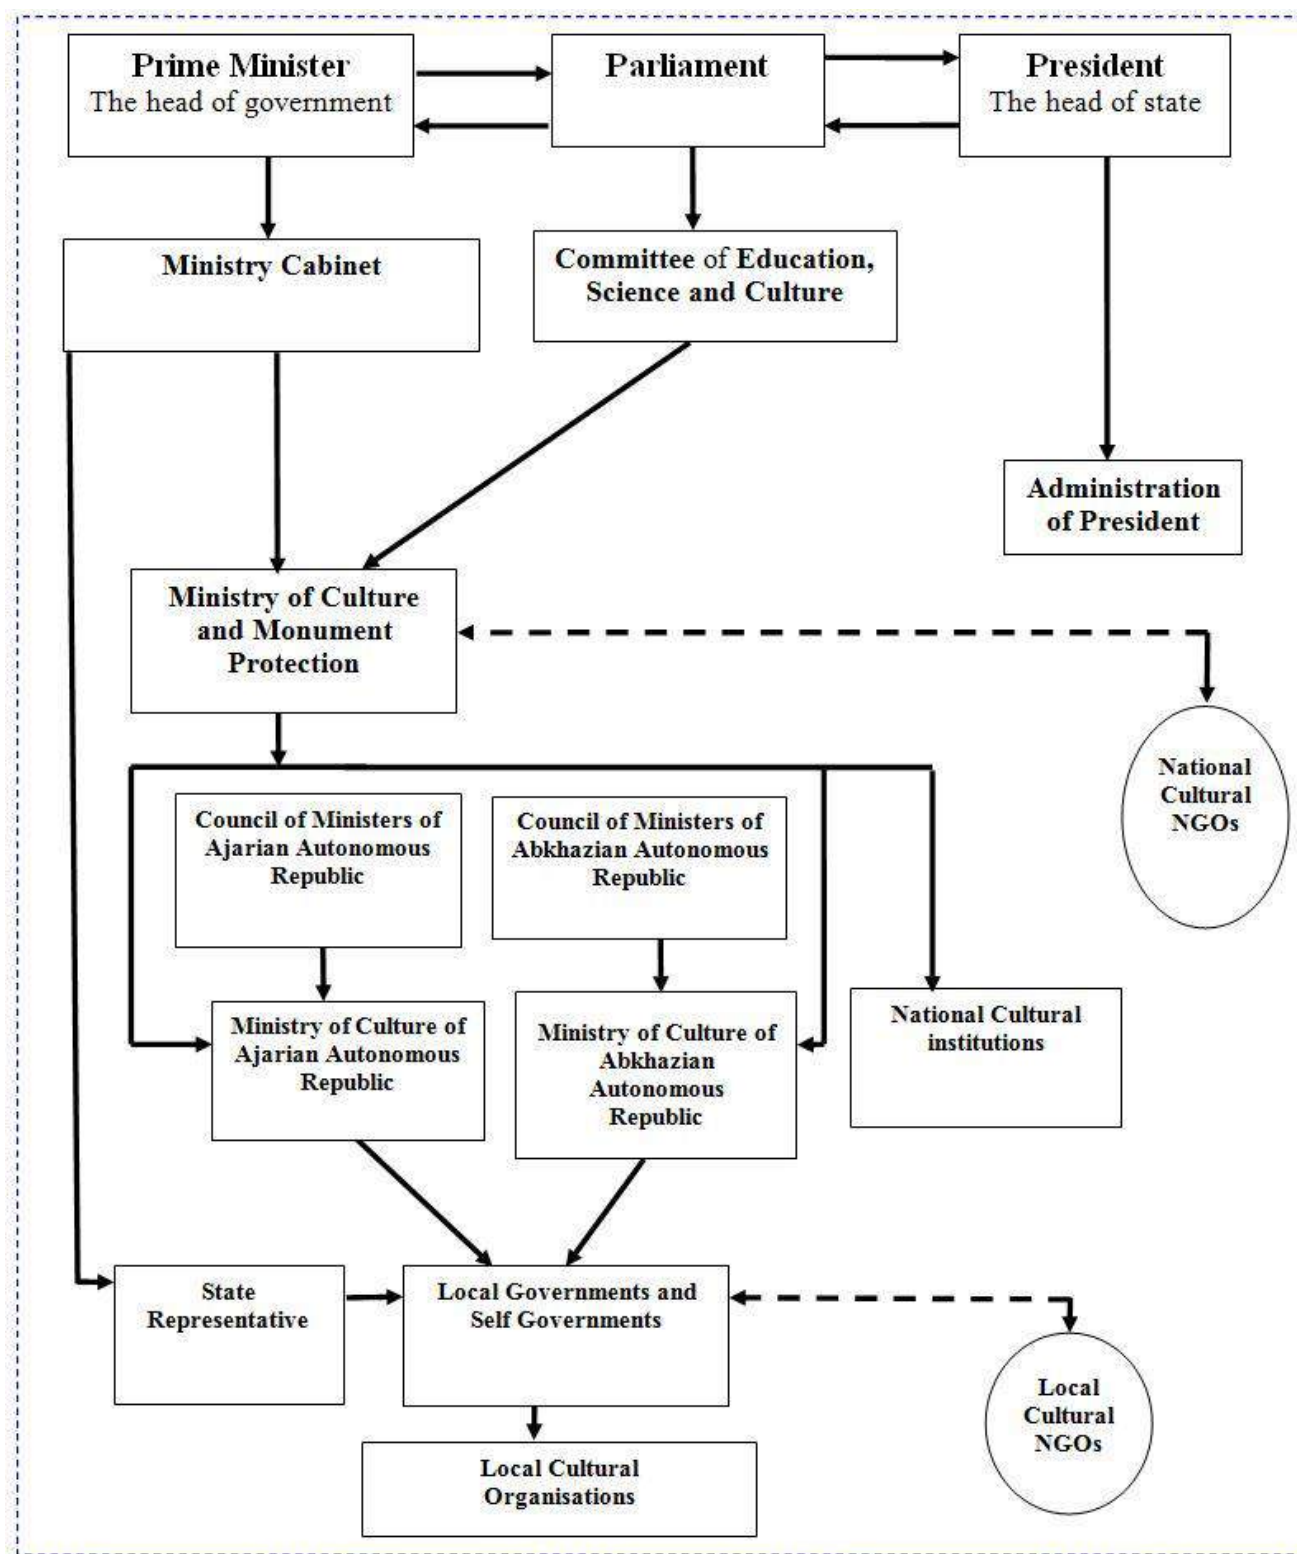 Prime Minister
The head of government
Parliament
President
The head of state
Ministry Cabinet
Committee of Education,
Science and Culture
Administration
of President
Ministry of Culture
and Monument
Protection
National
Cultural
NGOs
Council of Ministers of
Ajarian Autonomous
Republic
Council of Ministers of
Abkhazian Autonomous
Republic
Ministry of Culture of
Ajarian Autonomous
Republic
Ministry of Culture of
Abkhazian
Autonomous
Republic
National Cultural
institutions
State
Representative
Local Governments and
Self Governments
Local
Cultural
NGOs
Local Cultural
Organisations